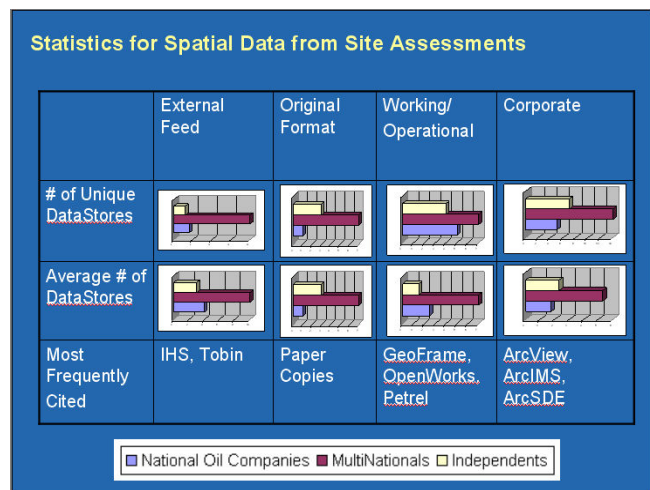 Statistics for Spatial Data from Site Assessments
External
Feed
Original
Format
Working/
Operational
Corporate
# of Unique
DataStores
Average # of
DataStores
Most
Frequently
Cited
IHS, Tobin
Paper
Copies
GeoFrame,
OpenWorks,
Petrel
ArcView,
ArcIMS,
ArcSDE
National Oil Companies MultiNationals Independents